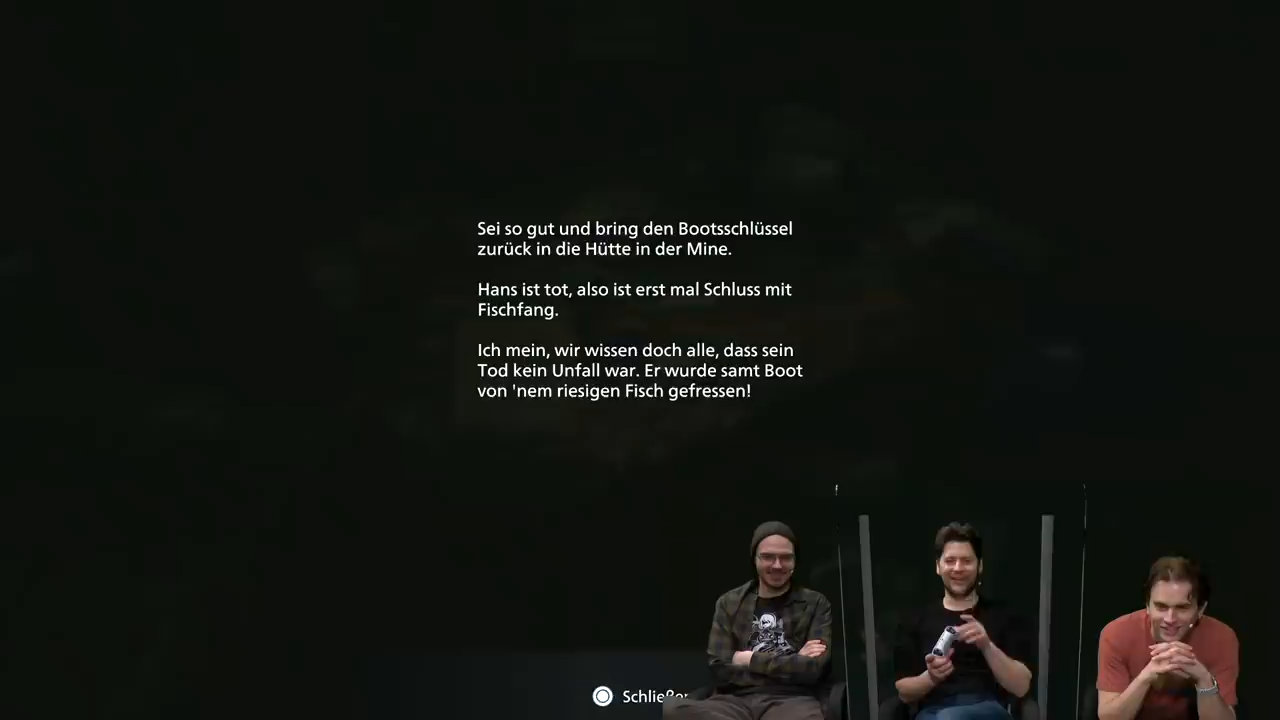 Sei so gut und bring den Bootsschlüssel
zurück in die Hütte in der Mine.
Hans ist tot, also ist erst mal Schluss mit
Fischfang.
Ich mein, wir wissen doch alle, dass sein
Tod kein Unfall war. Er wurde samt Boot
von 'nem riesigen Fisch gefressen!
Schließen